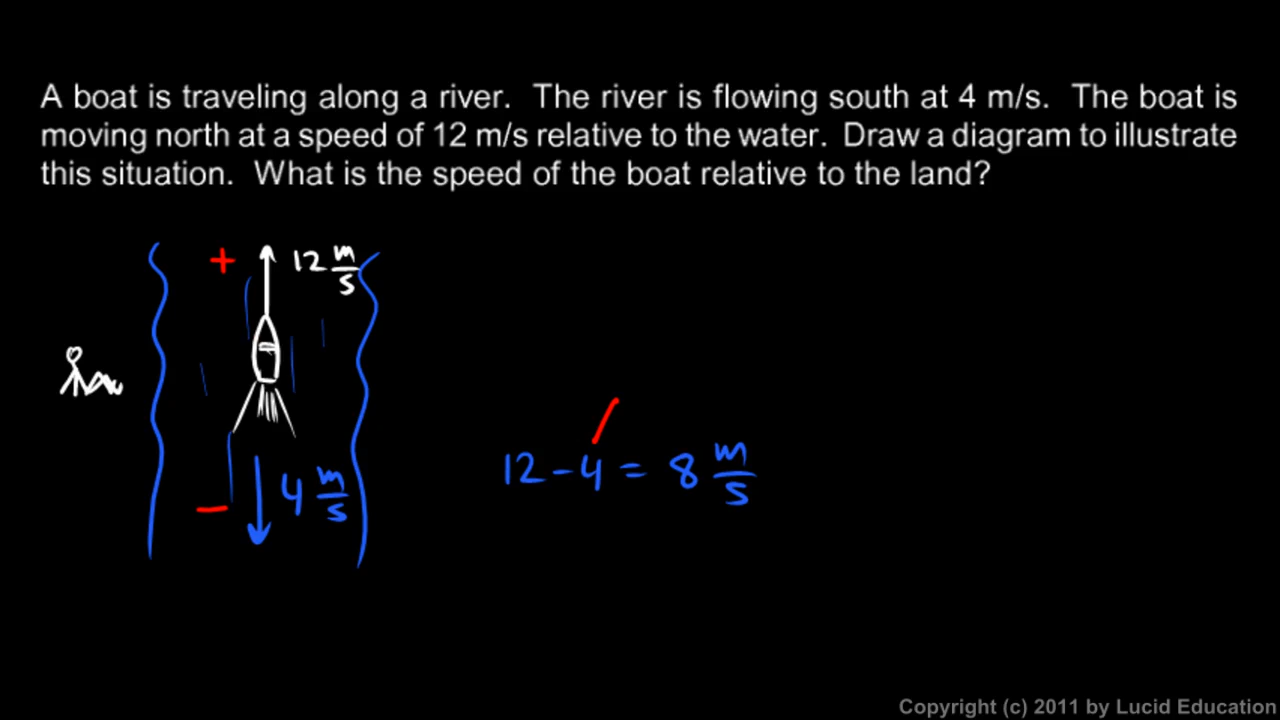 A boat is traveling along a river. The river is flowing south at 4 m/s. The boat is
moving north at a speed of 12 m/s relative to the water. Draw a diagram to illustrate
this situation. What is the speed of the boat relative to the land?
+ 12 m/s
12 - 4 = 8 m/s
- 4 m/s
Copyright (c) 2011 by Lucid Education